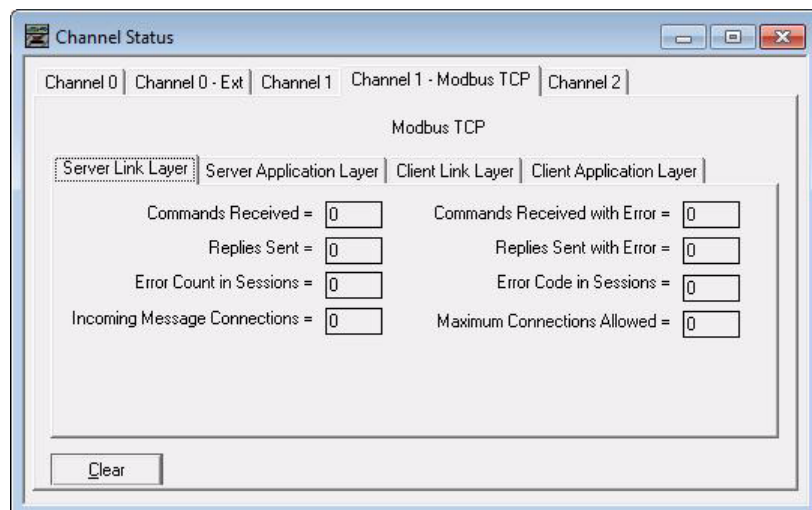 Channel Status
Channel 0 Channel 0 - Ext Channel 1 Channel 1 - Modbus TCP Channel 2
Modbus TCP
Server Link Layer Server Application Layer Client Link Layer Client Application Layer
Commands Received = 0 Commands Received with Error = 0
Replies Sent = 0 Replies Sent with Error = 0
Error Count in Sessions = 0 Error Code in Sessions = 0
Incoming Message Connections = 0 Maximum Connections Allowed = 0
Clear